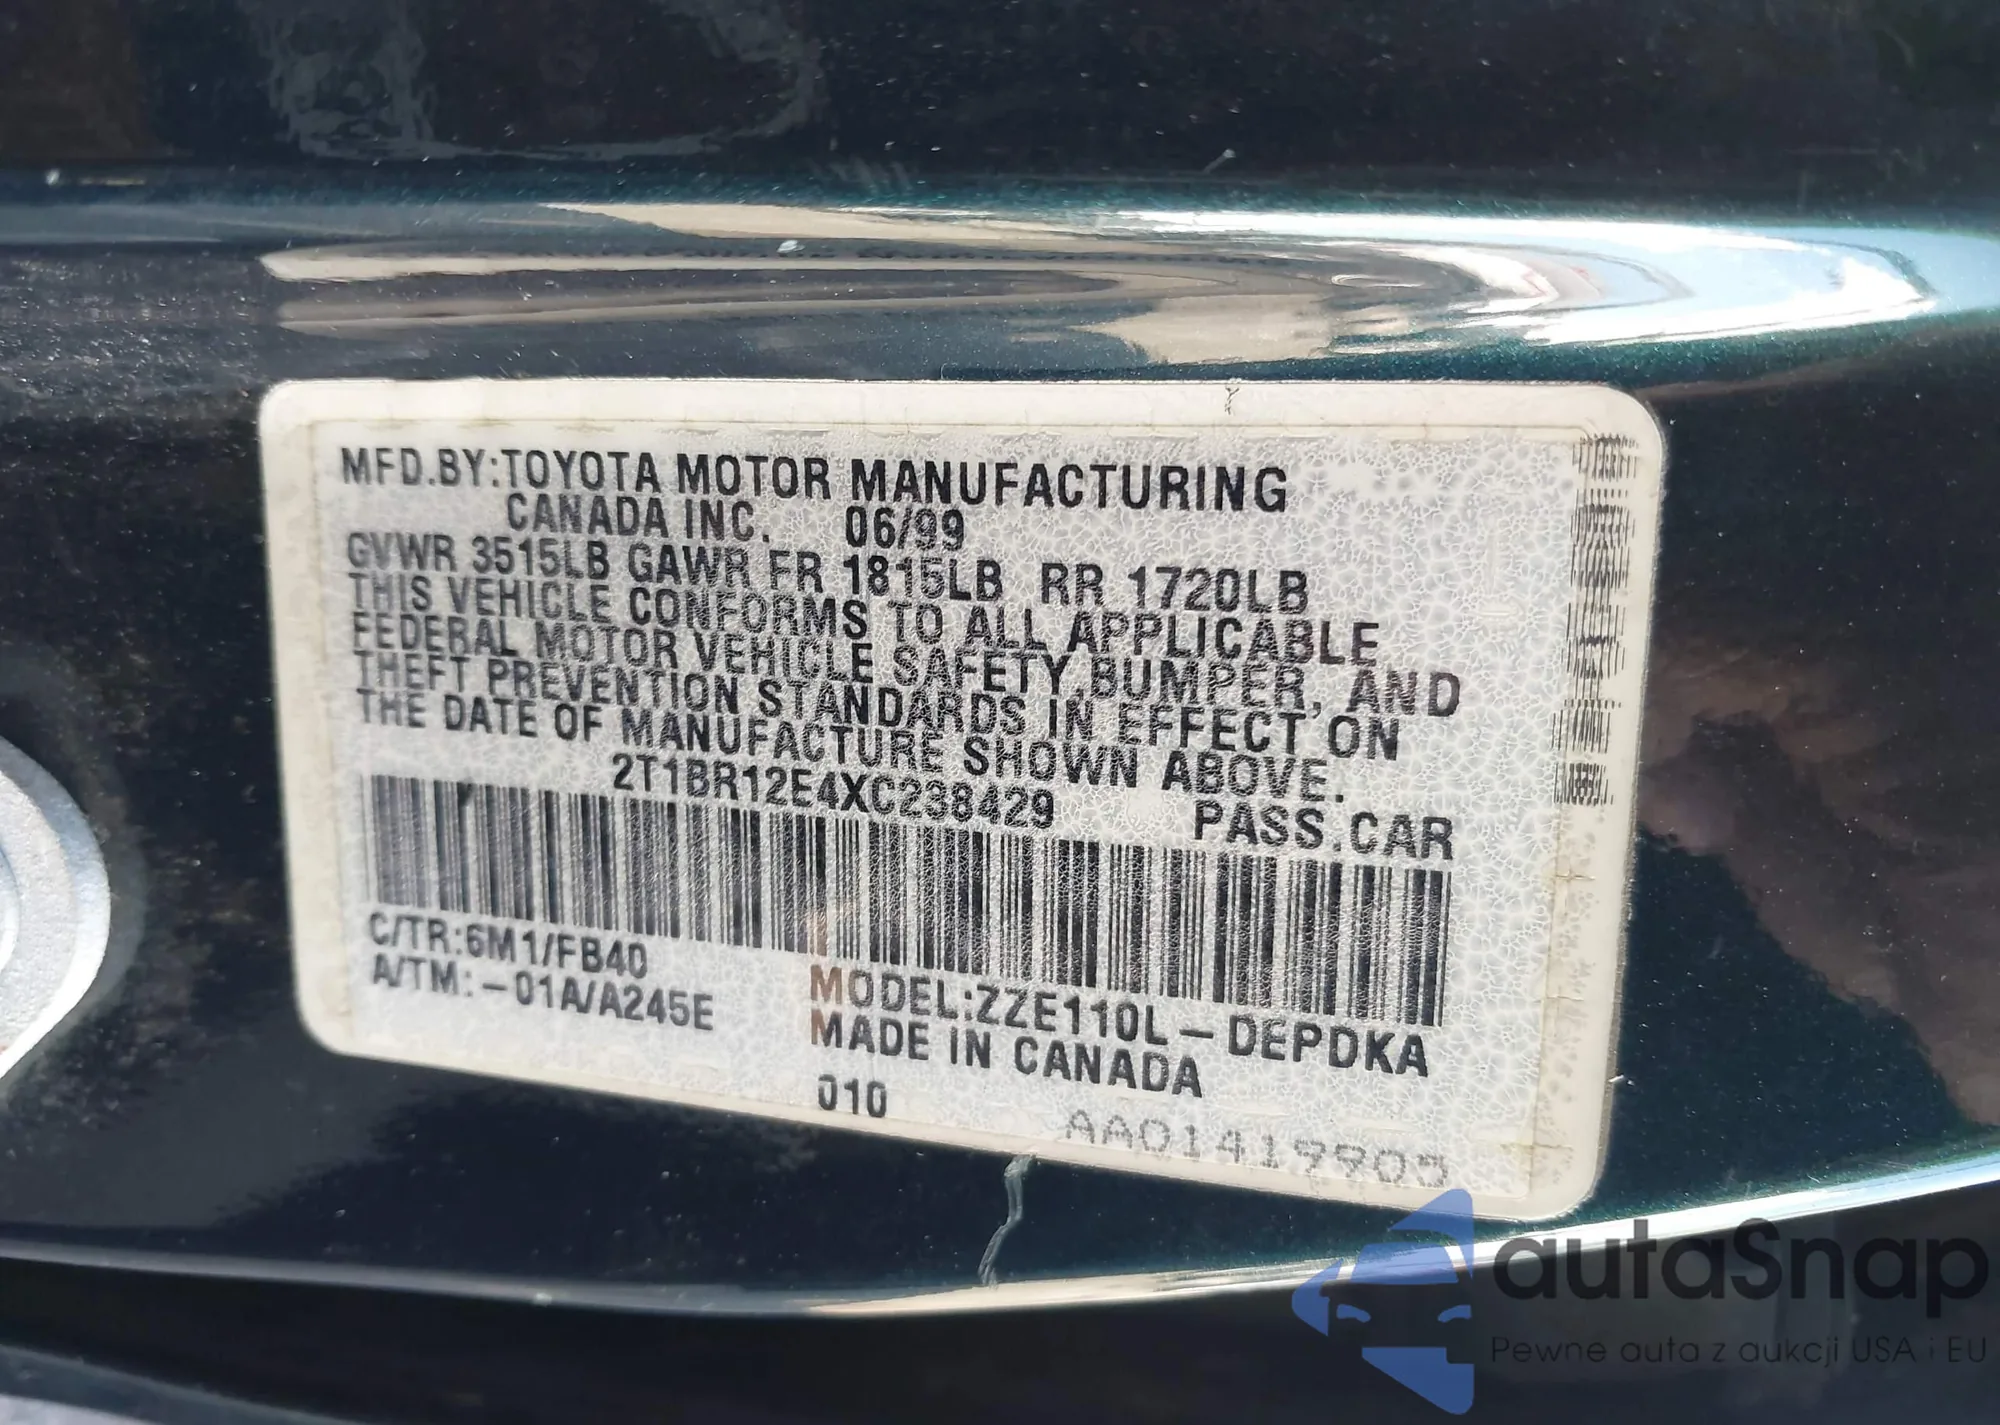 MFD.BY:TOYOTA MOTOR MANUFACTURING
CANADA INC. 06/99
GVWR 3515LB GAWR FR 1815LB RR 1720LB
THIS VEHICLE CONFORMS TO ALL APPLICABLE
FEDERAL MOTOR VEHICLE SAFETY,BUMPER, AND
THEFT PREVENTION STANDARDS IN EFFECT ON
THE DATE OF MANUFACTURE SHOWN ABOVE.
2T1BR12E4XC238429 PASS.CAR
C/TR:6M1/FB40
A/TM:-01A/A245E
MODEL:ZZE110L-DEPDKA
MADE IN CANADA
010
AA01419905
autaSnap
Pewne auta z aukcji USA i EU